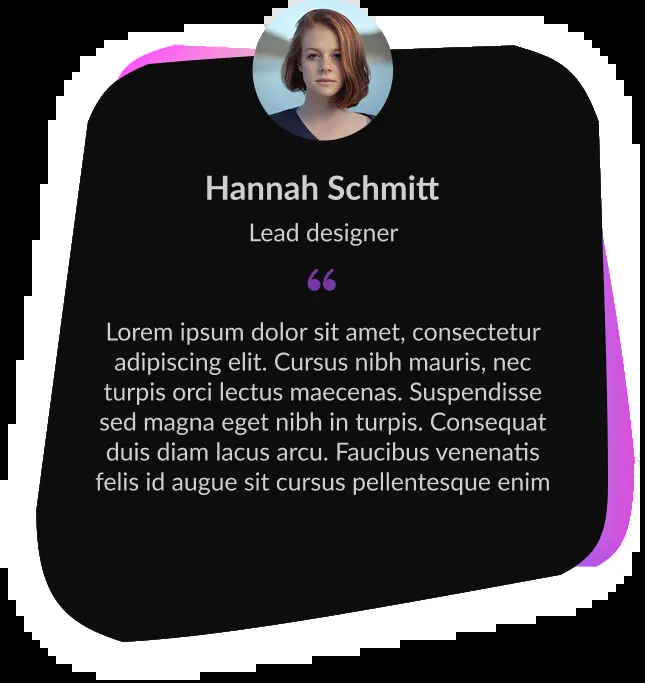 Hannah Schmitt
Lead designer
“
Lorem ipsum dolor sit amet, consectetur
adipiscing elit. Cursus nibh mauris, nec
turpis orci lectus maecenas. Suspendisse
sed magna eget nibh in turpis. Consequat
duis diam lacus arcu. Faucibus venenatis
felis id augue sit cursus pellentesque enim